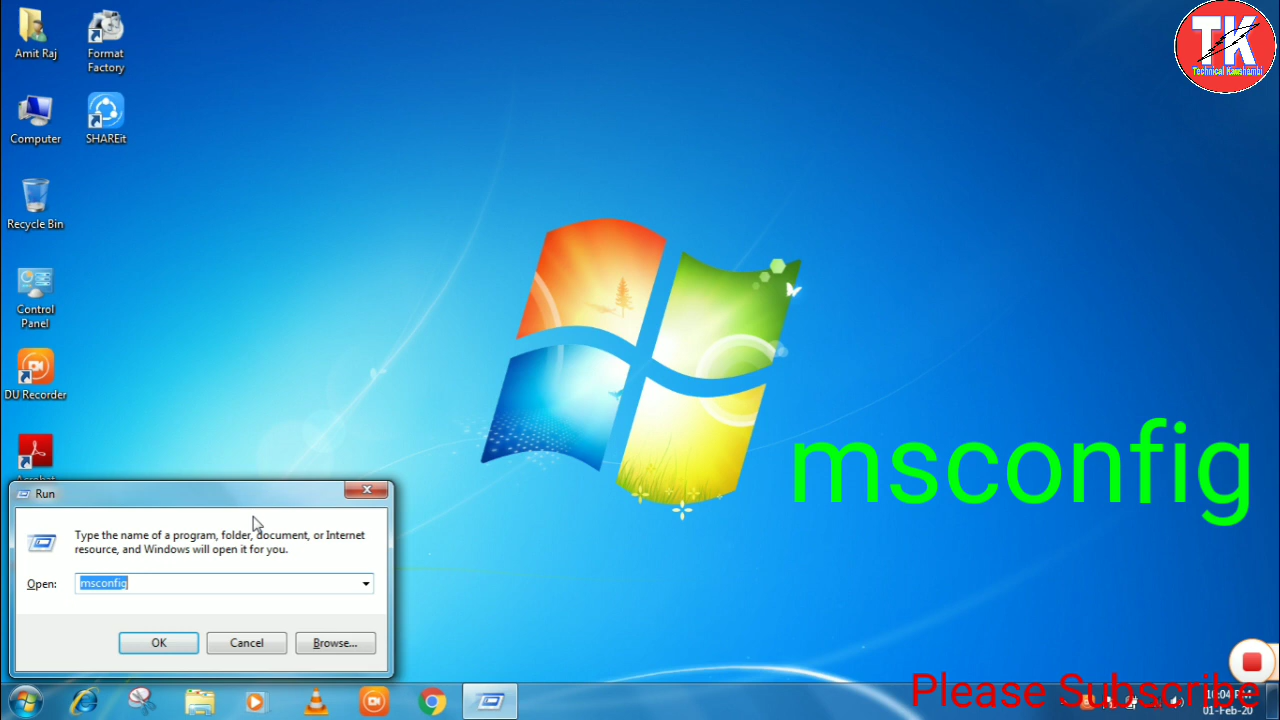 Amit Raj
Format
Factory
TK
Technical Kaushambi
Computer
SHAREit
Recycle Bin
Control
Panel
DU Recorder
Acrobat
msconfig
Run
Type the name of a program, folder, document, or Internet
resource, and Windows will open it for you.
Open:
msconfig
OK
Cancel
Browse...
Please Subscribe
10:04 PM
01-Feb-20